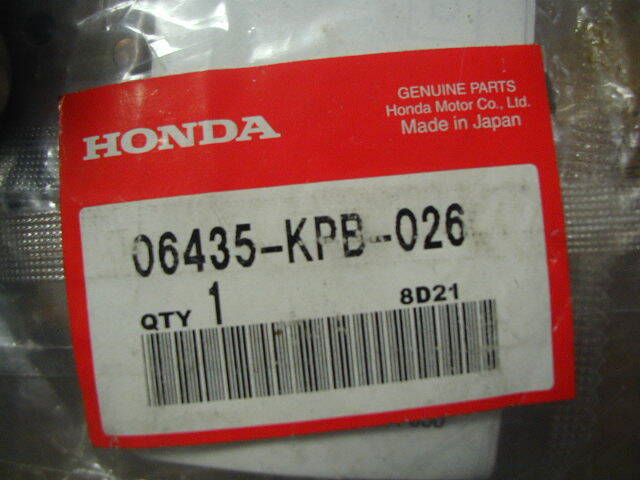 GENUINE PARTS
Honda Motor Co., Ltd.
Made in Japan
HONDA
06435-KPB-026
QTY 1 8D21